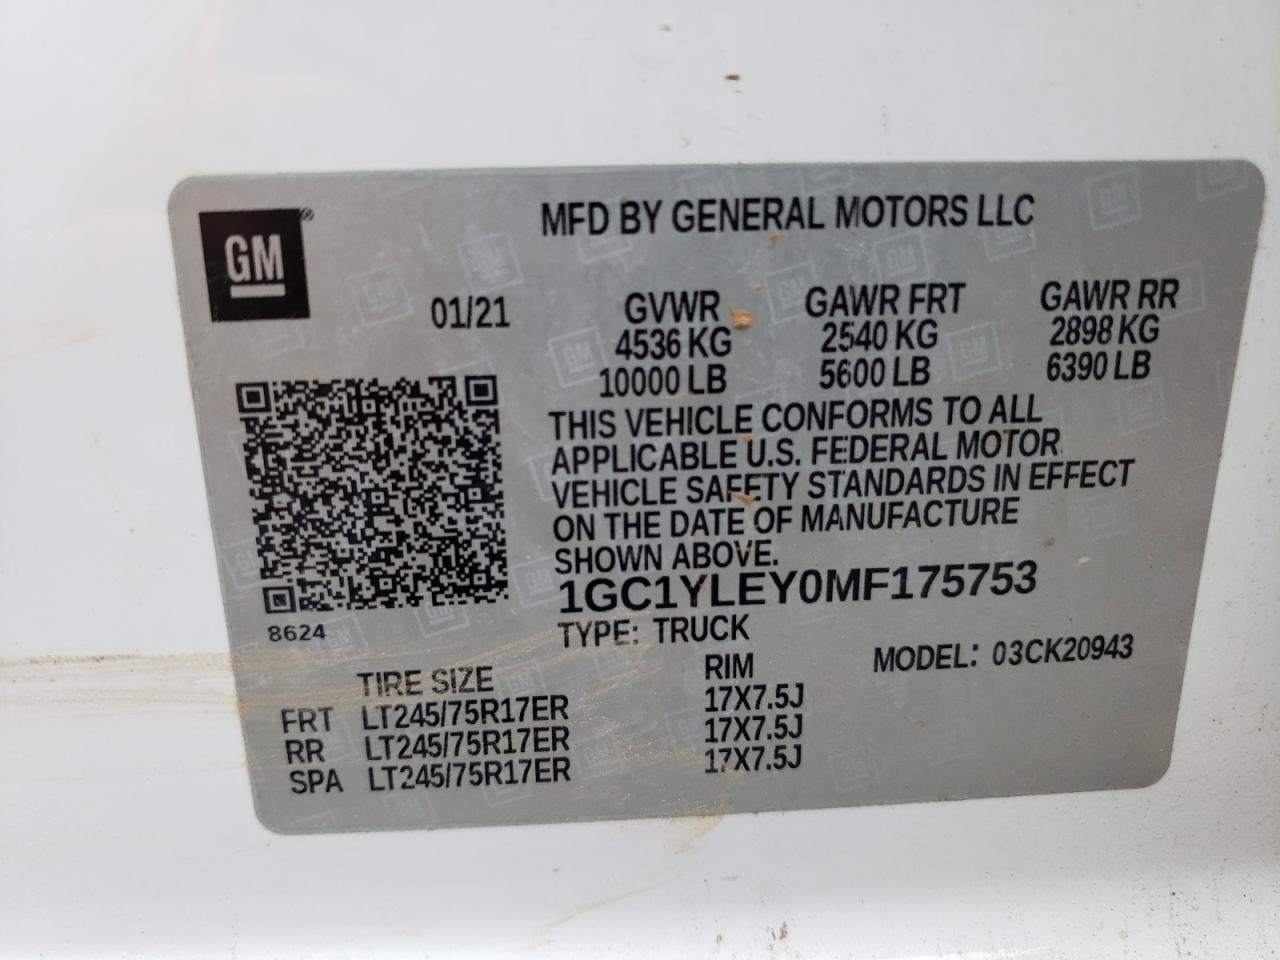 GM®
MFD BY GENERAL MOTORS LLC
01/21
GVWR GAWR FRT GAWR RR
4536 KG 2540 KG 2898 KG
10000 LB 5600 LB 6390 LB
THIS VEHICLE CONFORMS TO ALL
APPLICABLE U.S. FEDERAL MOTOR
VEHICLE SAFETY STANDARDS IN EFFECT
ON THE DATE OF MANUFACTURE
SHOWN ABOVE.
1GC1YLEY0MF175753
8624
TYPE: TRUCK
MODEL: 03CK20943
TIRE SIZE RIM
FRT LT245/75R17ER 17X7.5J
RR LT245/75R17ER 17X7.5J
SPA LT245/75R17ER 17X7.5J